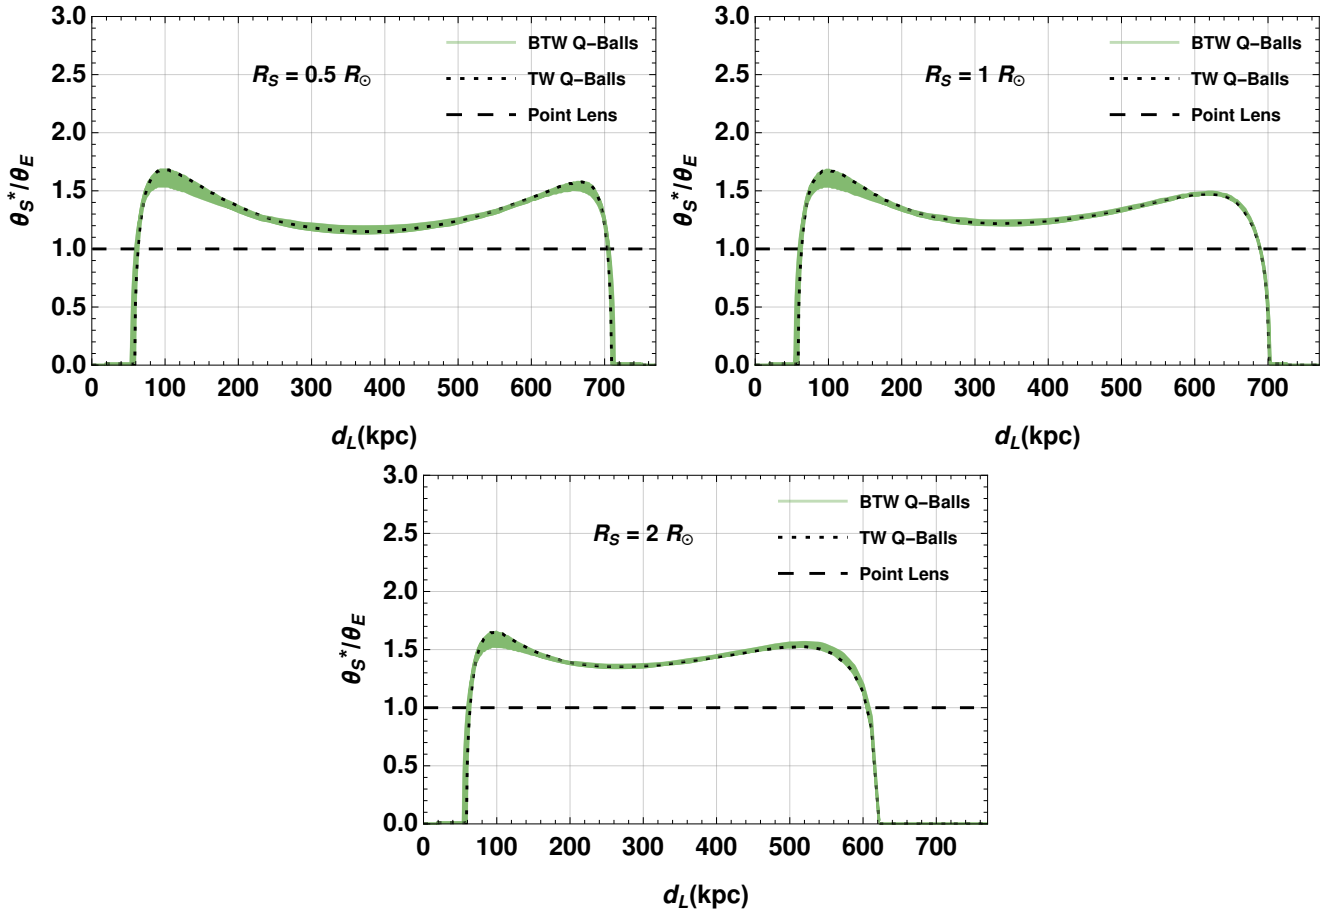 3.0
2.5
2.0
1.5
1.0
0.5
0.0
θ_S*/θ_E
R_S = 0.5 R_⊙
BTW Q-Balls
TW Q-Balls
Point Lens
0 100 200 300 400 500 600 700
d_L(kpc)
3.0
2.5
2.0
1.5
1.0
0.5
0.0
θ_S*/θ_E
R_S = 1 R_⊙
BTW Q-Balls
TW Q-Balls
Point Lens
0 100 200 300 400 500 600 700
d_L(kpc)
3.0
2.5
2.0
1.5
1.0
0.5
0.0
θ_S*/θ_E
R_S = 2 R_⊙
BTW Q-Balls
TW Q-Balls
Point Lens
0 100 200 300 400 500 600 700
d_L(kpc)